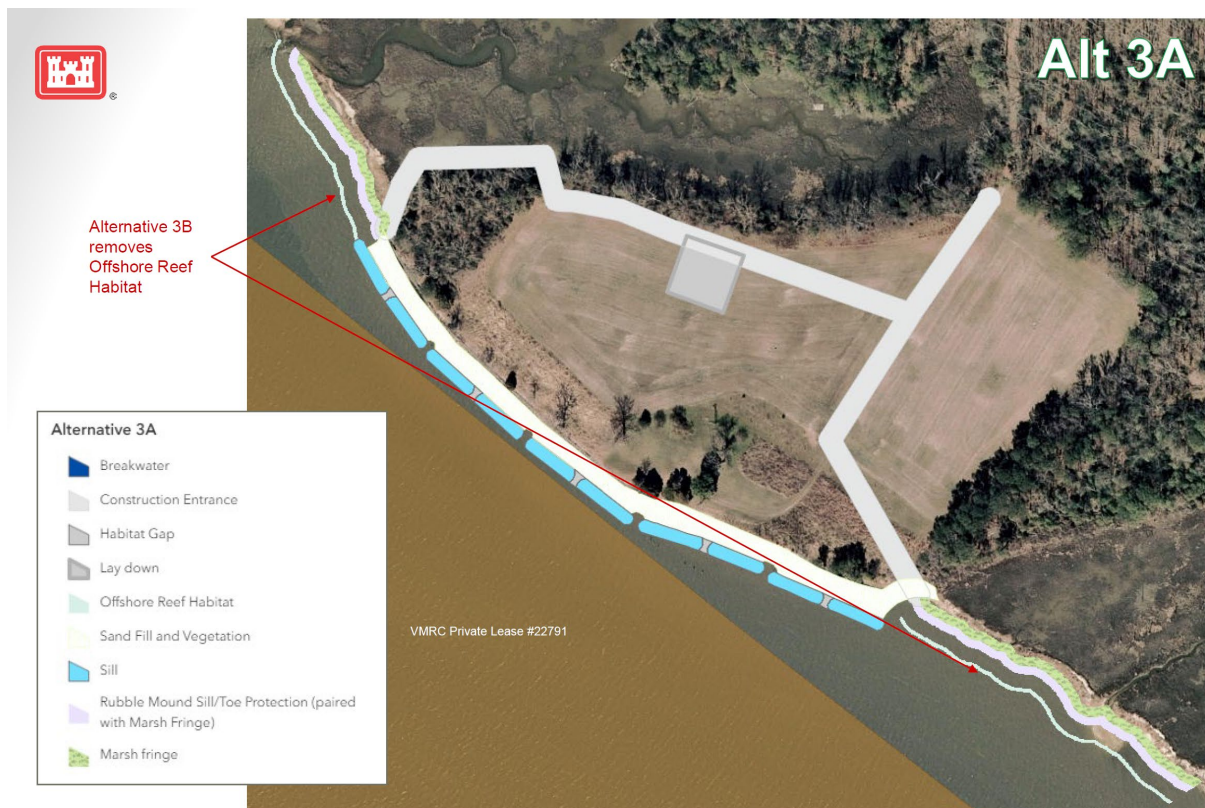 Alt 3A
®
Alternative 3B
removes
Offshore Reef
Habitat
Alternative 3A
Breakwater
Construction Entrance
Habitat Gap
Lay down
Offshore Reef Habitat
Sand Fill and Vegetation
Sill
Rubble Mound Sill/Toe Protection (paired
with Marsh Fringe)
Marsh fringe
VMRC Private Lease #22791